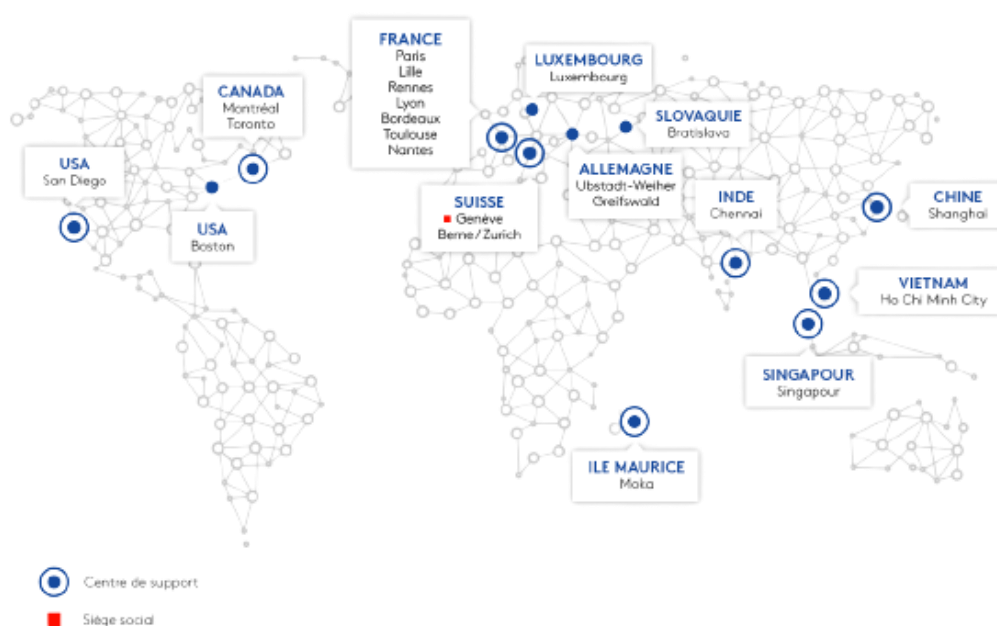 FRANCE
Paris
Lille
Rennes
Lyon
Bordeaux
Toulouse
Nantes
LUXEMBOURG
Luxembourg
CANADA
Montréal
Toronto
SLOVAQUIE
Bratislava
USA
San Diego
ALLEMAGNE
Ubstadt-Weiher
Greifswald
SUISSE
Genève
Berne/Zurich
INDE
Chennai
CHINE
Shanghai
USA
Boston
VIETNAM
Ho Chi Minh City
SINGAPOUR
Singapour
ILE MAURICE
Moka
Centre de support
Siège social